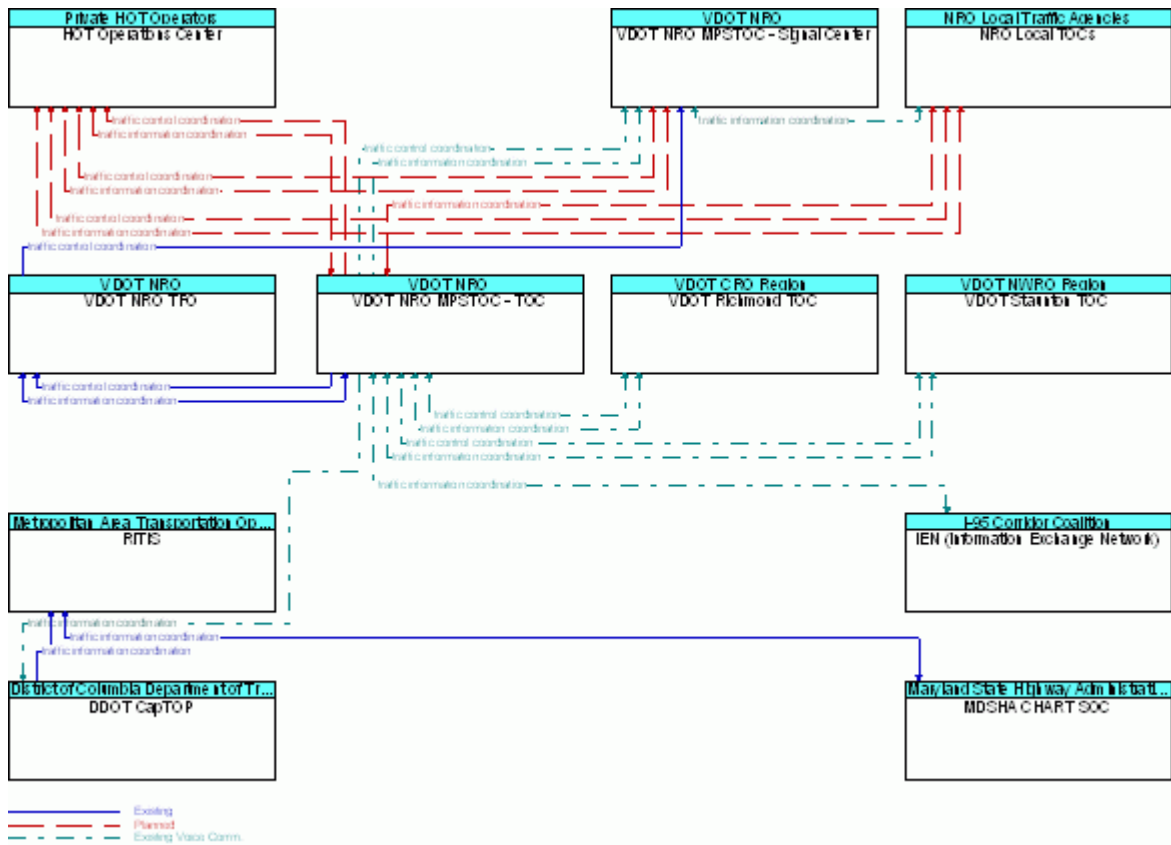 Private HOT Operators
HOT Operations Center
VDOT NRO
VDOT NRO MPSTOC - Signal Center
NRO Local Traffic Agencies
NRO Local TOCs
traffic control coordination
traffic information coordination
traffic information coordination
traffic control coordination
traffic information coordination
traffic control coordination
traffic information coordination
traffic information coordination
traffic control coordination
traffic information coordination
traffic control coordination
VDOT NRO
VDOT NRO TPO
VDOT NRO
VDOT NRO MPSTOC - TOC
VDOT CRO Region
VDOT Richmond TOC
VDOT NWRO Region
VDOT Staunton TOC
traffic control coordination
traffic information coordination
traffic control coordination
traffic information coordination
traffic control coordination
traffic information coordination
traffic information coordination
Metropolitan Area Transportation Op...
RITIS
I-95 Corridor Coalition
IEN (Information Exchange Network)
traffic information coordination
traffic information coordination
traffic information coordination
District of Columbia Department of Tr...
DDOT CapTOP
Maryland State Highway Administrati...
MDSHA CHART SOC
Existing
Planned
Existing Voice Comm.